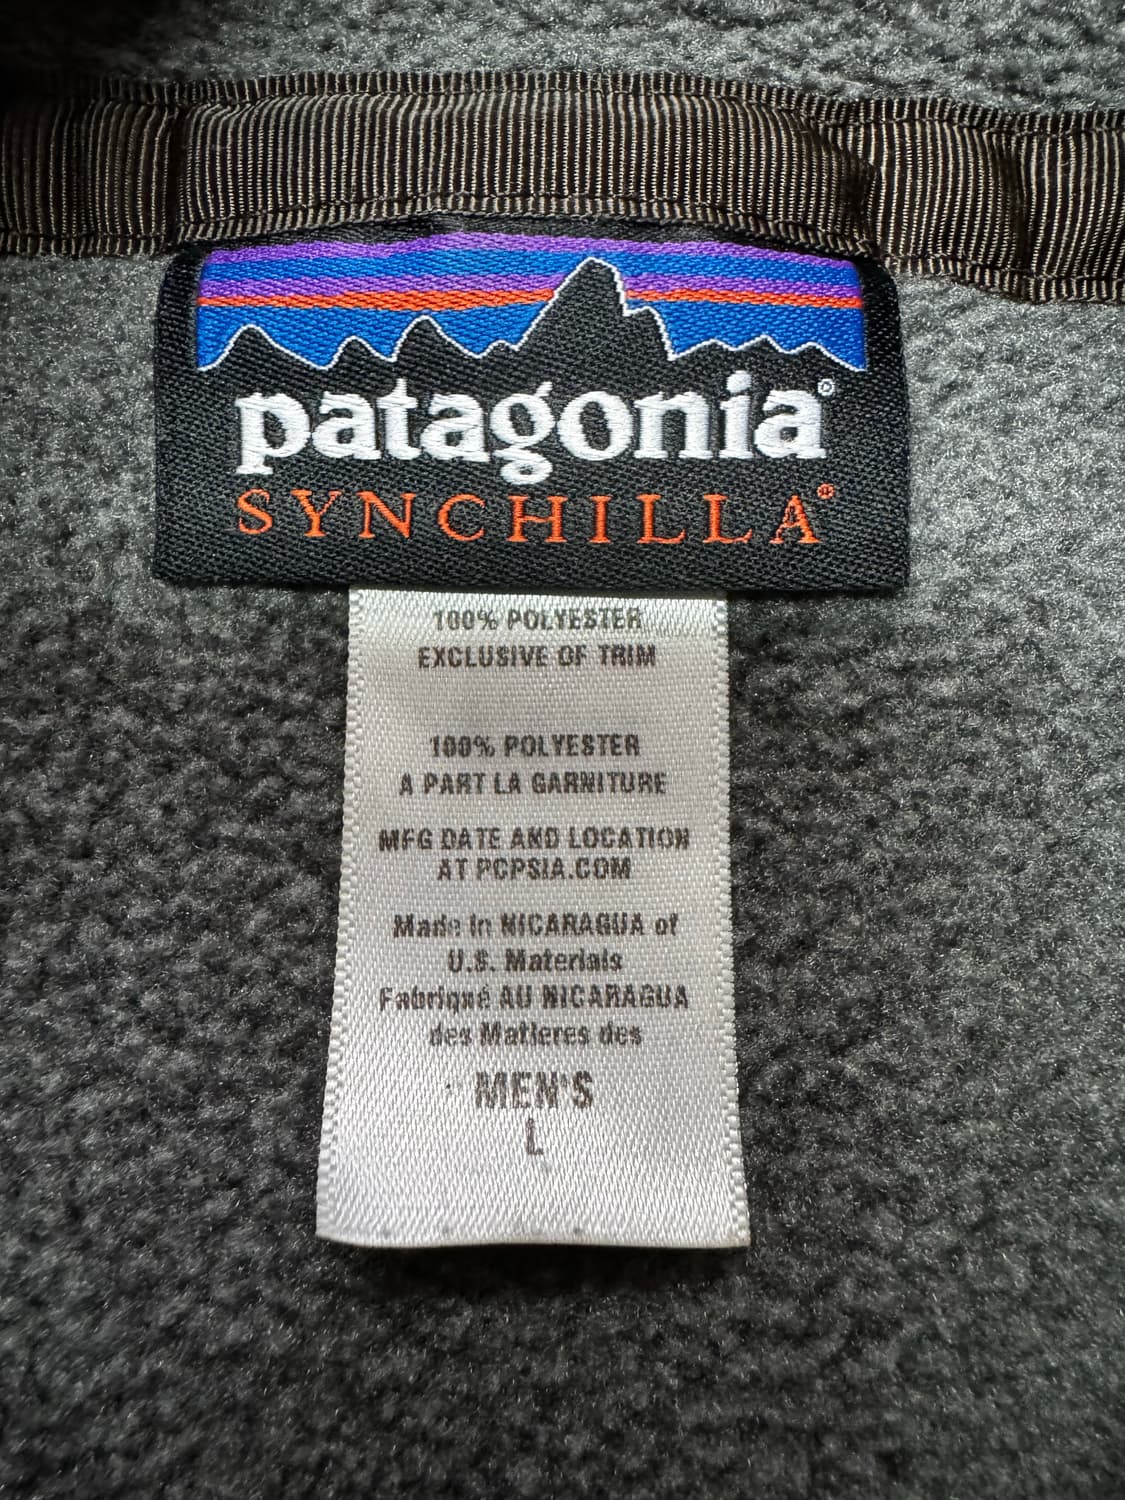 patagonia®
SYNCHILLA®
100% POLYESTER
EXCLUSIVE OF TRIM
100% POLYESTER
A PART LA GARNITURE
MFG DATE AND LOCATION
AT PCPSIA.COM
Made in NICARAGUA of
U.S. Materials
Fabriqué AU NICARAGUA
des Matieres des
MEN'S
L